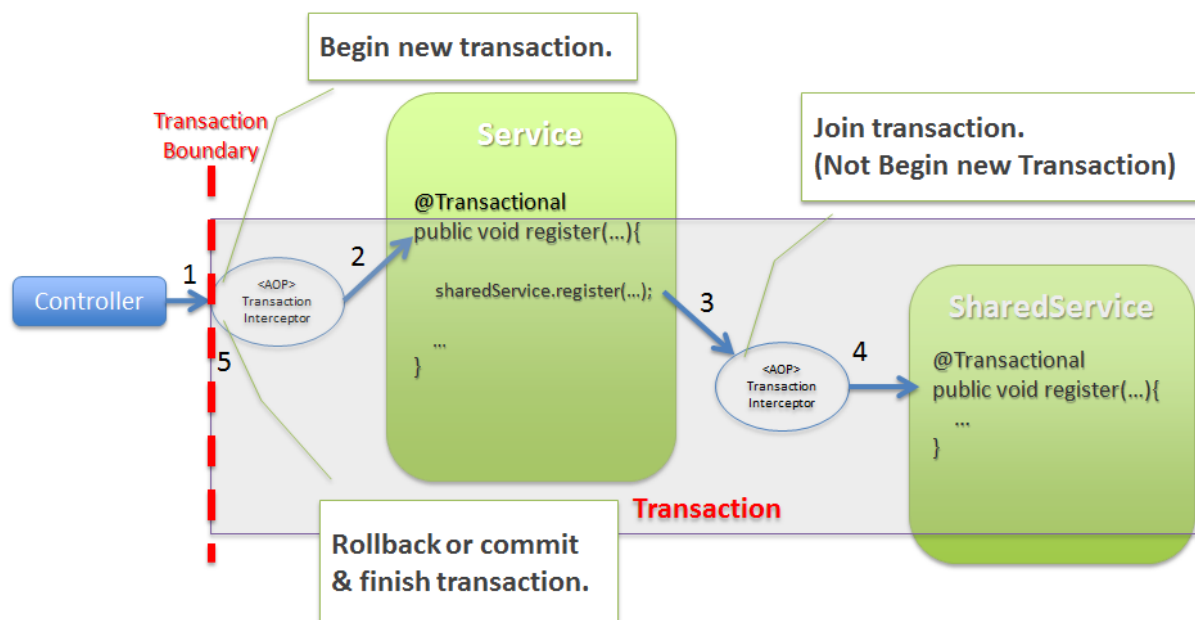 Begin new transaction.
Transaction
Boundary
Service
Join transaction.
(Not Begin new Transaction)
@Transactional
public void register(...){
sharedService.register(...);
...
}
1
2
Controller
<AOP>
Transaction
Interceptor
5
3
<AOP>
Transaction
Interceptor
4
SharedService
@Transactional
public void register(...){
...
}
Transaction
Rollback or commit
& finish transaction.